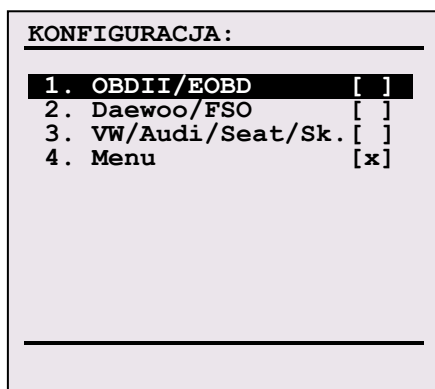 KONFIGURACJA:
1. OBDII/EOBD [ ]
2. Daewoo/FSO [ ]
3. VW/Audi/Seat/Sk.[ ]
4. Menu [x]